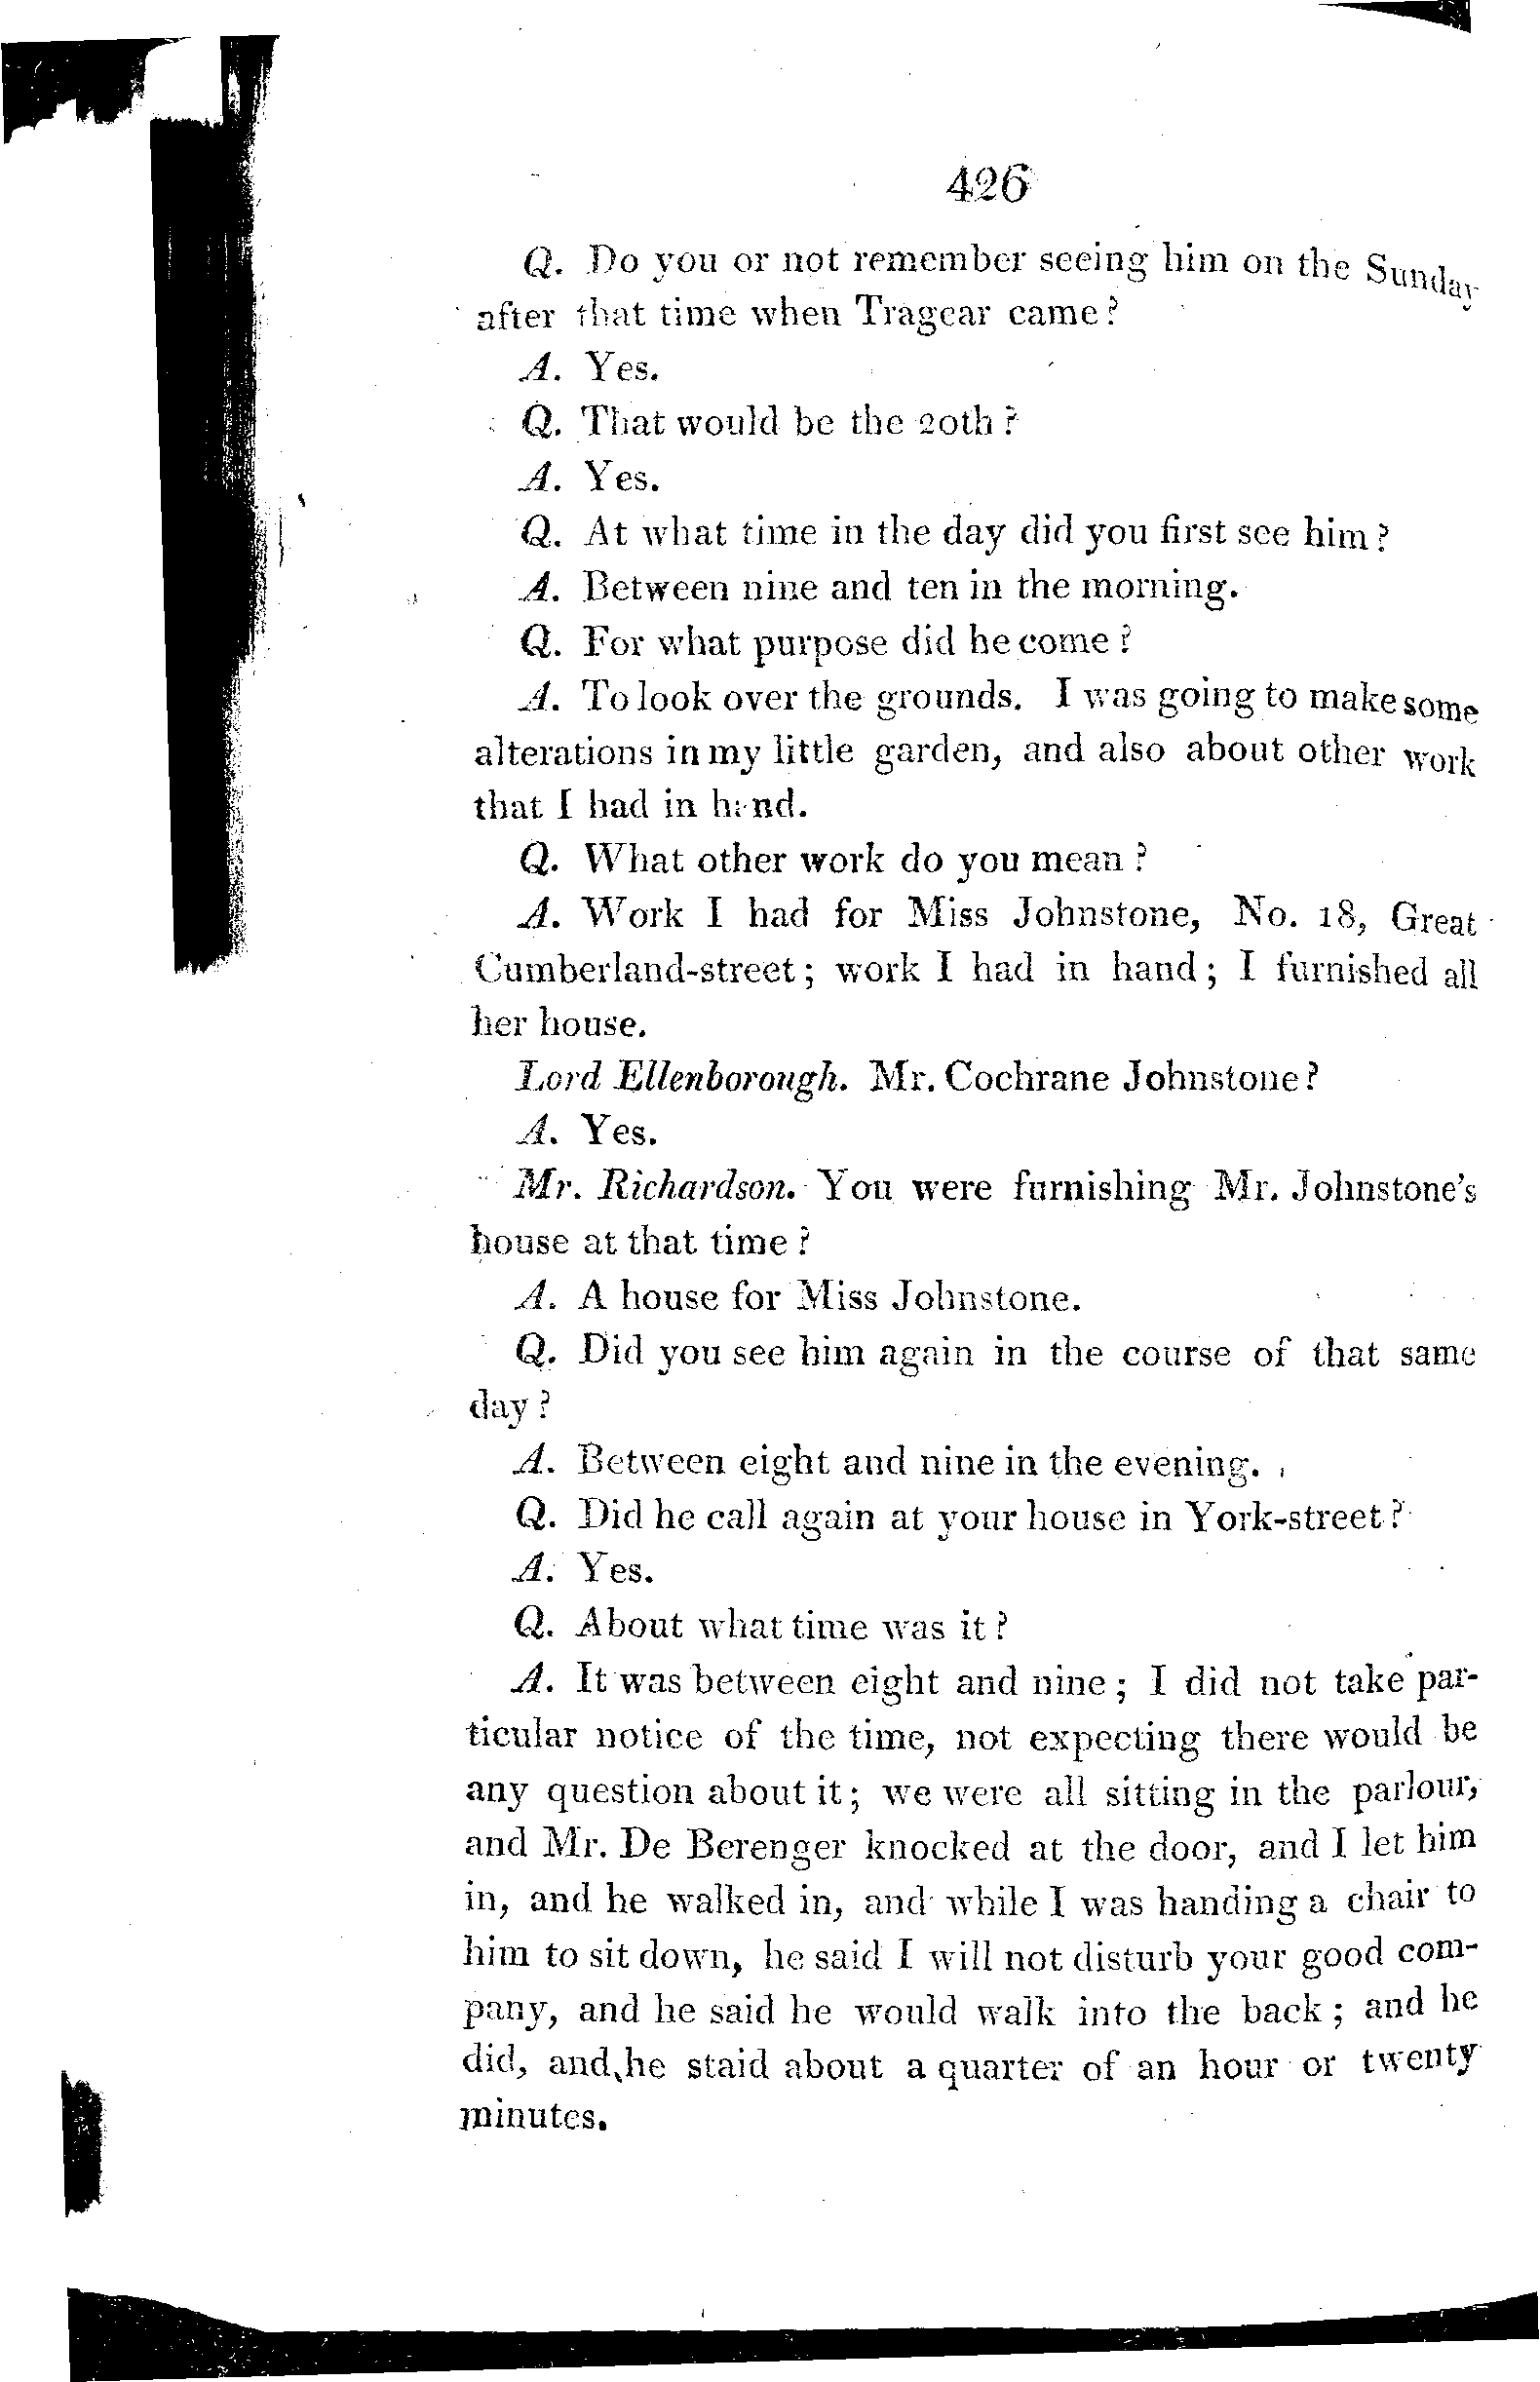 426
Q. Do you or not remember seeing him on the Sunday
after that time when Tragear came?
A. Yes.
Q. That would be the 20th?
A. Yes.
Q. At what time in the day did you first see him?
A. Between nine and ten in the morning.
Q. For what purpose did he come?
A. To look over the grounds. I was going to make some
alterations in my little garden, and also about other work
that I had in hand.
Q. What other work do you mean?
A. Work I had for Miss Johnstone, No. 18, Great
Cumberland-street; work I had in hand; I furnished all
her house.
Lord Ellenborough. Mr. Cochrane Johnstone?
A. Yes.
Mr. Richardson. You were furnishing Mr. Johnstone's
house at that time?
A. A house for Miss Johnstone.
Q. Did you see him again in the course of that same
day?
A. Between eight and nine in the evening.
Q. Did he call again at your house in York-street?
A. Yes.
Q. About what time was it?
A. It was between eight and nine; I did not take par-
ticular notice of the time, not expecting there would be
any question about it; we were all sitting in the parlour,
and Mr. De Berenger knocked at the door, and I let him
in, and he walked in, and while I was handing a chair to
him to sit down, he said I will not disturb your good com-
pany, and he said he would walk into the back; and he
did, and he staid about a quarter of an hour or twenty
minutes.